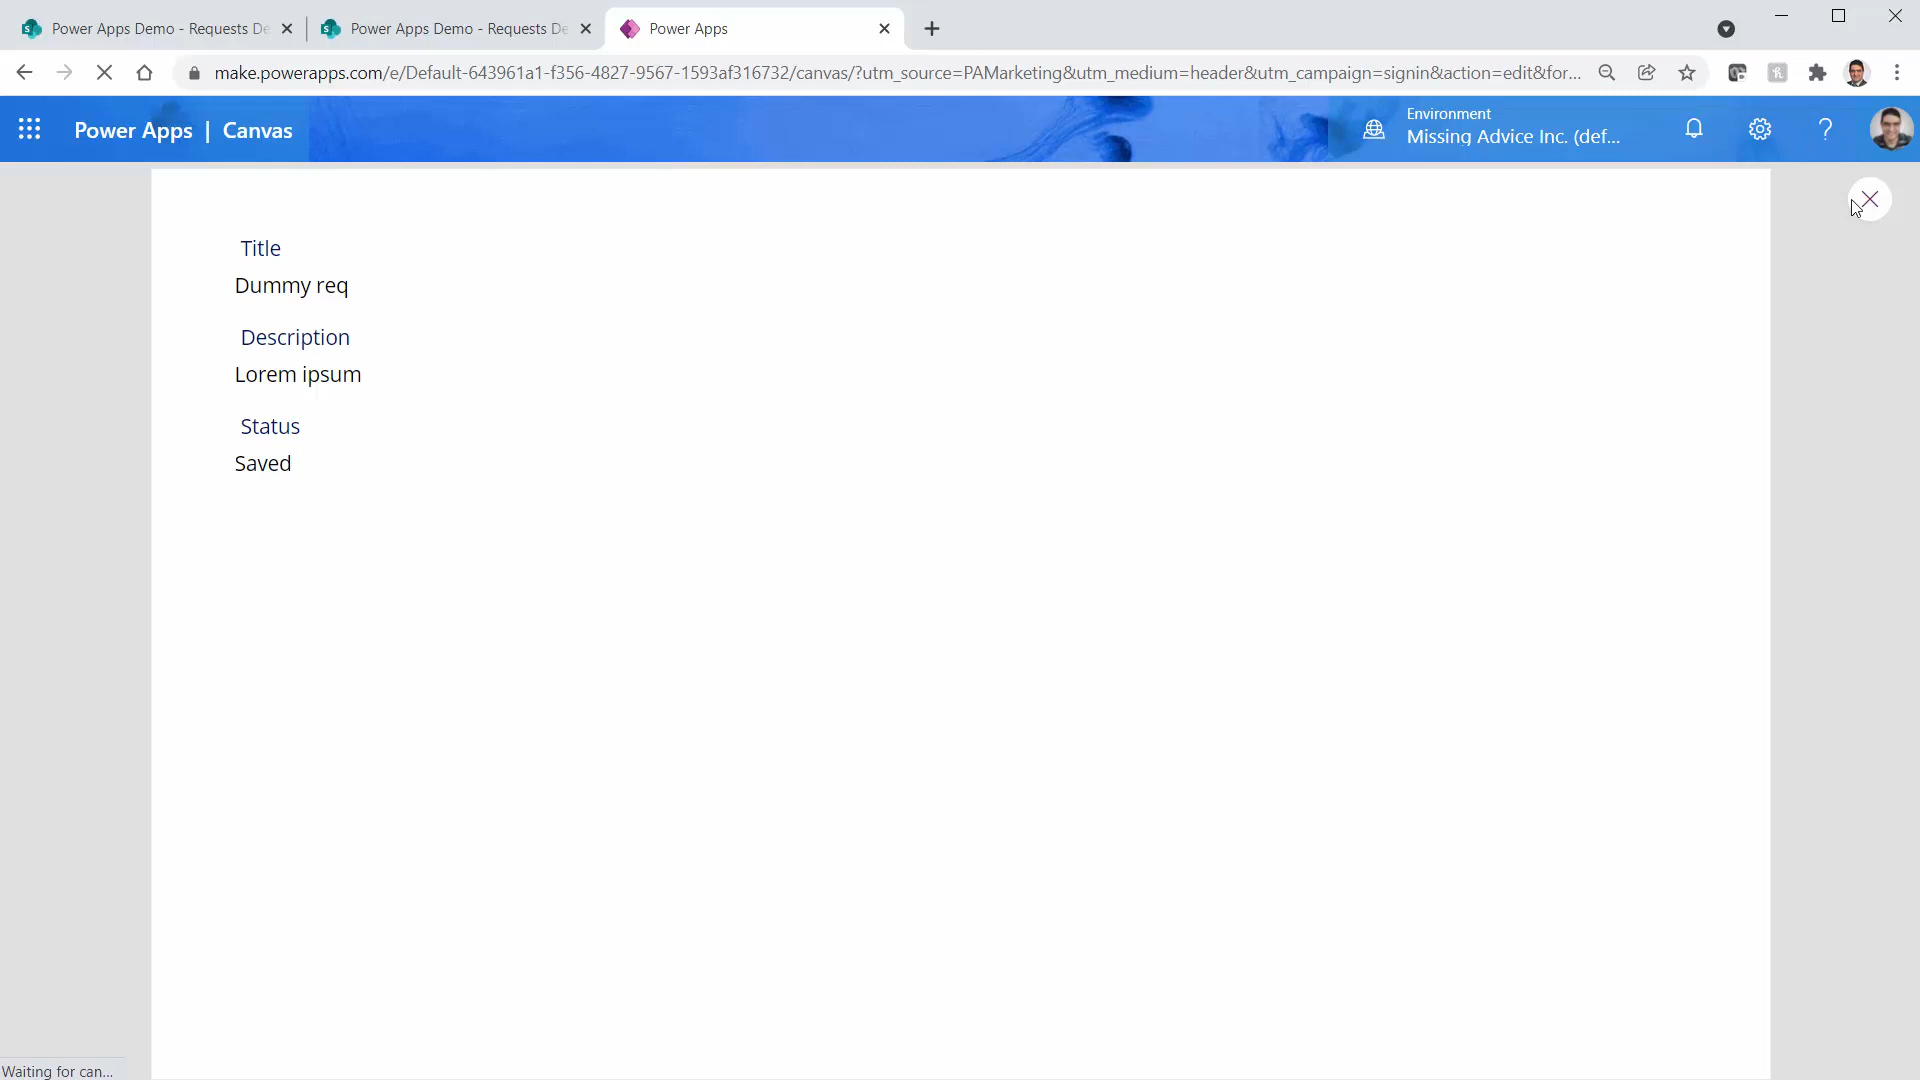 Power Apps Demo - Requests De
Power Apps Demo - Requests De
Power Apps
make.powerapps.com/e/Default-643961a1-f356-4827-9567-1593af316732/canvas/?utm_source=PAMarketing&utm_medium=header&utm_campaign=signin&action=edit&for...
Power Apps | Canvas
Environment
Missing Advice Inc. (def...
Title
Dummy req
Description
Lorem ipsum
Status
Saved
Waiting for can...